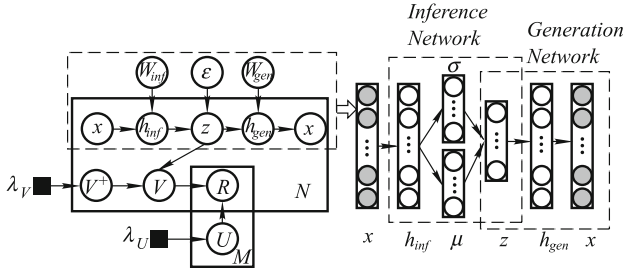 Inference
Network
Generation
Network
W_inf ε W_gen
σ
x h_inf z h_gen x
λ_V V⁺ V R N
λ_U U M
x h_inf μ z h_gen x